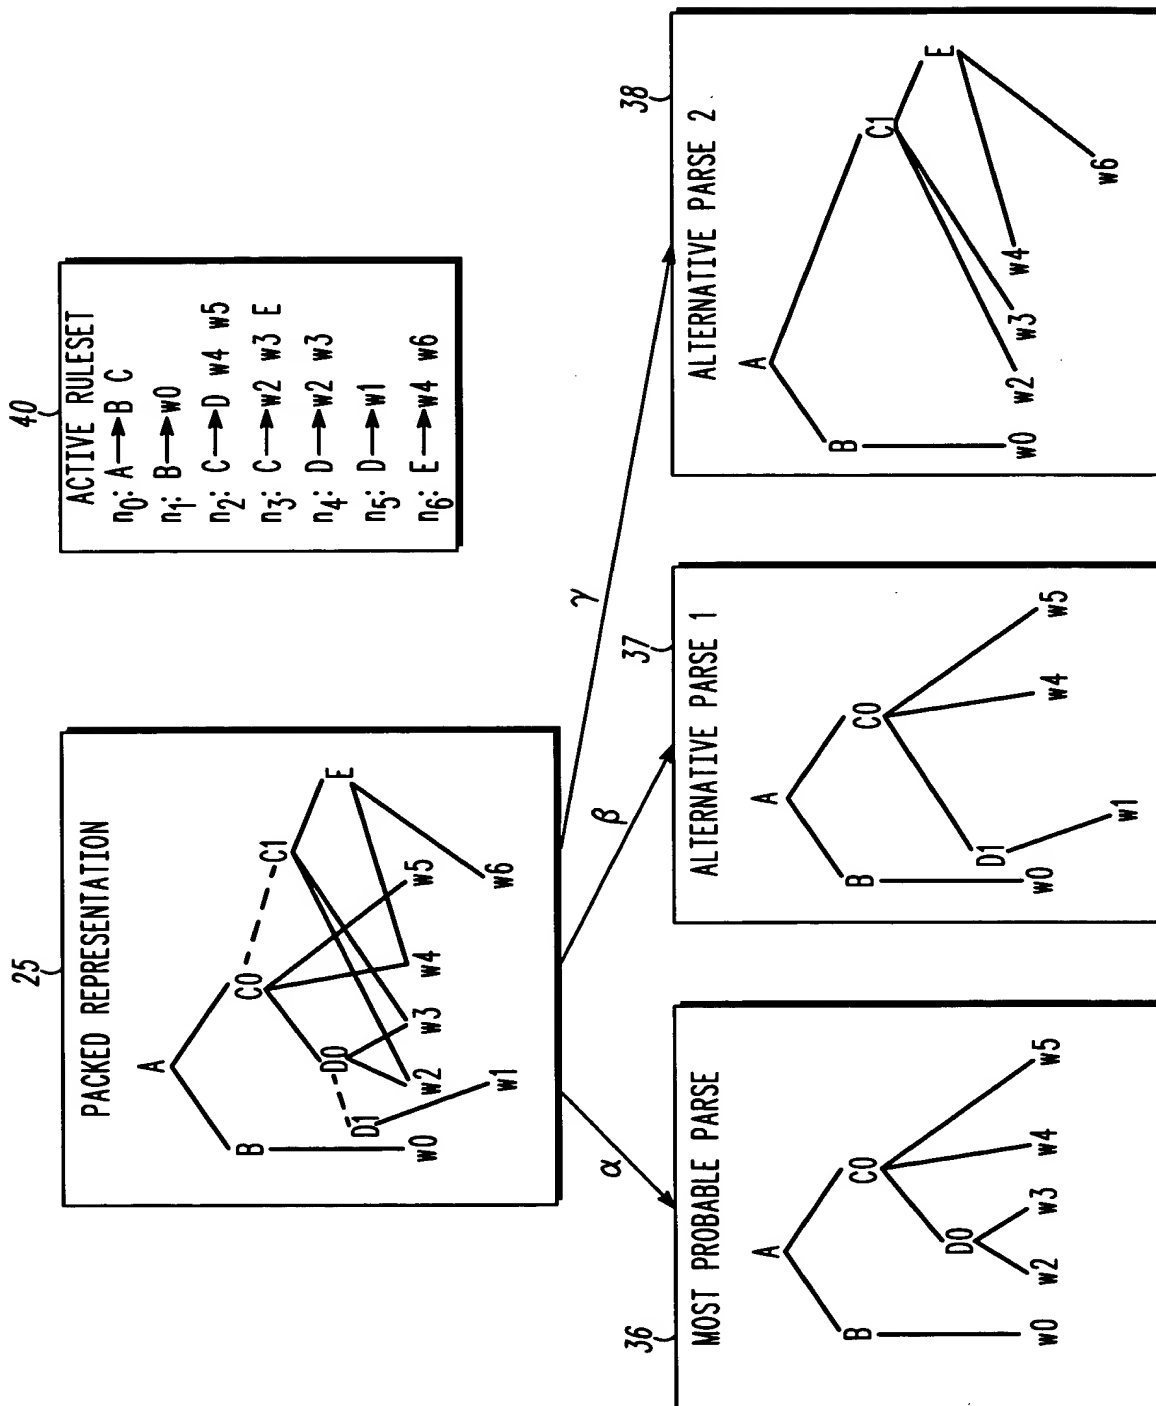 25
PACKED REPRESENTATION
A
B
C0
C1
D1
D0
E
w0
w2
w3
w4
w5
w1
w6
40
ACTIVE RULESET
n0: A→B C
n1: B→w0
n2: C→D w4 w5
n3: C→w2 w3 E
n4: D→w2 w3
n5: D→w1
n6: E→w4 w6
α
β
γ
36
MOST PROBABLE PARSE
A
B
C0
D0
w0
w2
w3
w4
w5
37
ALTERNATIVE PARSE 1
A
B
C0
D1
w0
w4
w5
w1
38
ALTERNATIVE PARSE 2
A
B
C1
E
w0
w2
w3
w4
w6